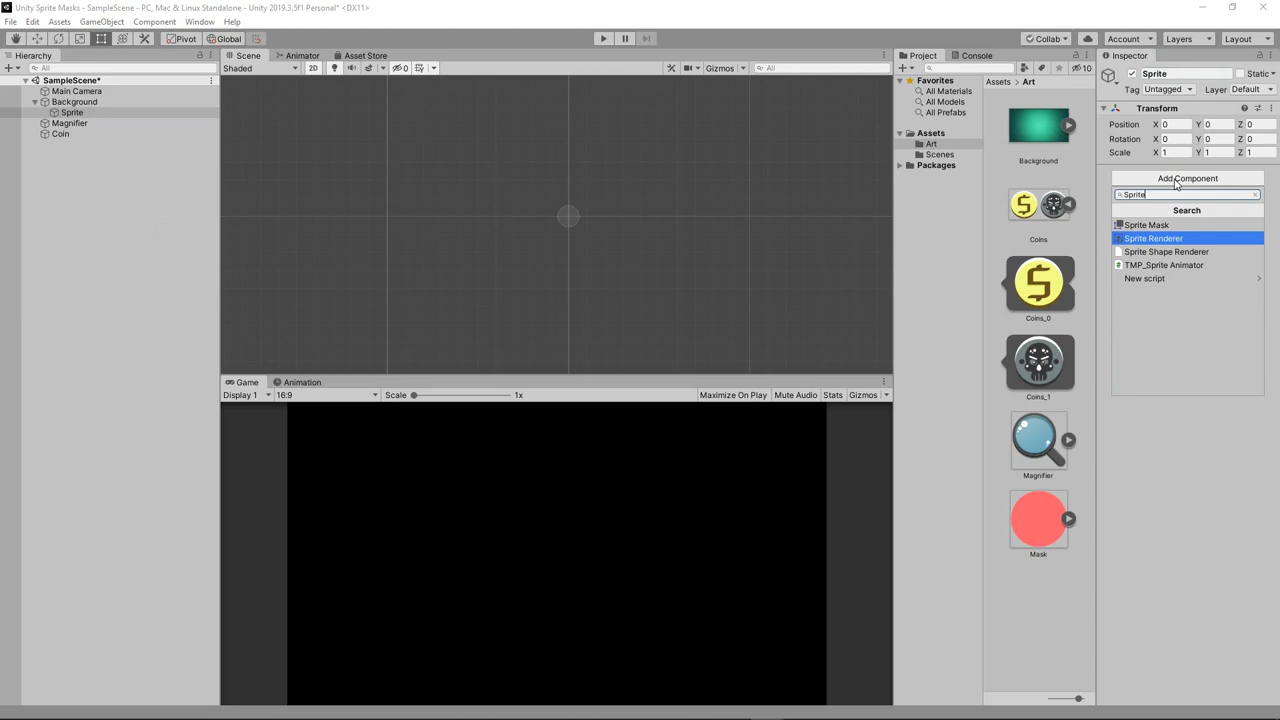 Unity Sprite Masks - SampleScene - PC, Mac & Linux Standalone - Unity 2019.3.5f1 Personal* <DX11>
File Edit Assets GameObject Component Window Help
Pivot Global Collab Account Layers Layout
Hierarchy
All
SampleScene*
Main Camera
Background
Sprite
Magnifier
Coin
Scene Animator Asset Store
Shaded 2D 0 Gizmos All
Game Animation
Display 1 16:9 Scale 1x Maximize On Play Mute Audio Stats Gizmos
Project Console
10
Favorites
All Materials
All Models
All Prefabs
Assets
Art
Scenes
Packages
Assets > Art
Background
Coins
Coins_0
Coins_1
Magnifier
Mask
Inspector
Sprite Static
Tag Untagged Layer Default
Transform
Position X 0 Y 0 Z 0
Rotation X 0 Y 0 Z 0
Scale X 1 Y 1 Z 1
Add Component
Sprite
Search
Sprite Mask
Sprite Renderer
Sprite Shape Renderer
TMP_Sprite Animator
New script